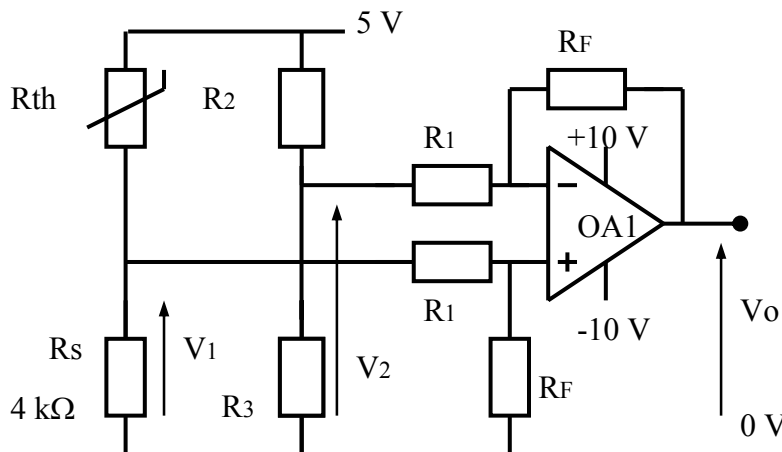 5 V
RF
Rth
R2
R1
+10 V
−
OA1
+
R1
-10 V
Vo
Rs
V1
V2
4 kΩ
R3
RF
0 V